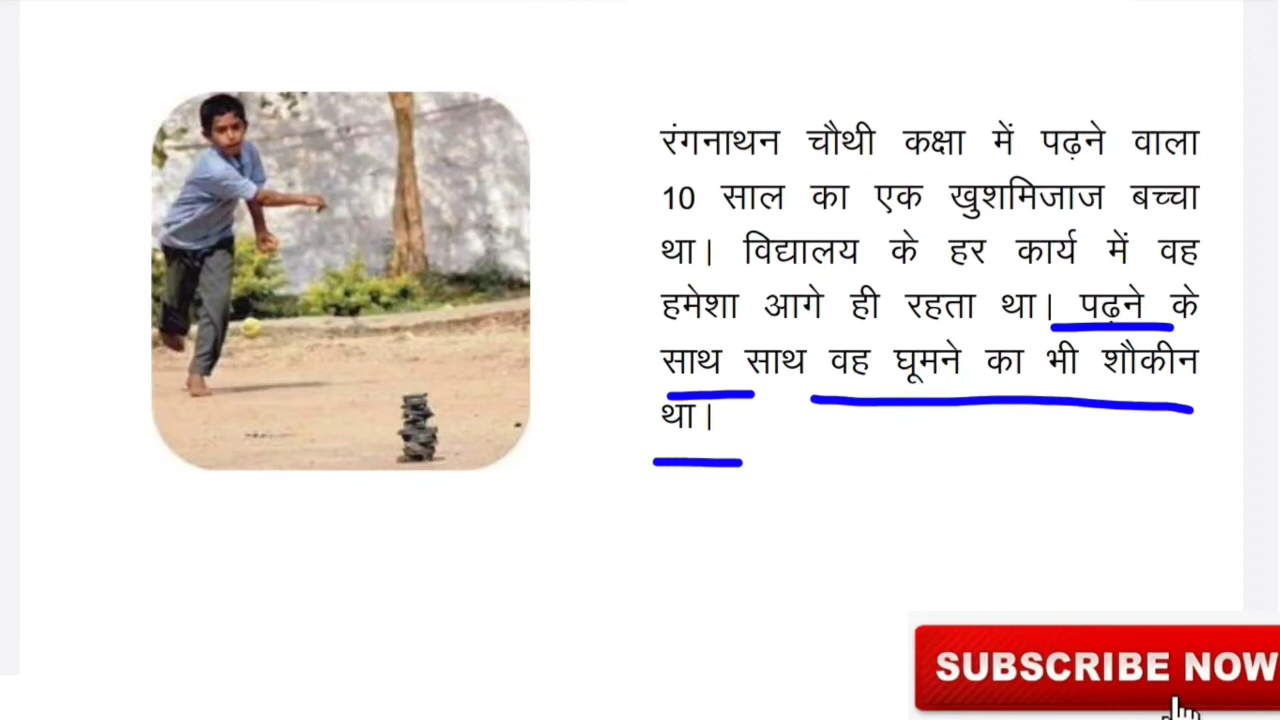 रंगनाथन चौथी कक्षा में पढ़ने वाला
10 साल का एक खुशमिजाज बच्चा
था। विद्यालय के हर कार्य में वह
हमेशा आगे ही रहता था। पढ़ने के
साथ साथ वह घूमने का भी शौकीन
था।
SUBSCRIBE NOW